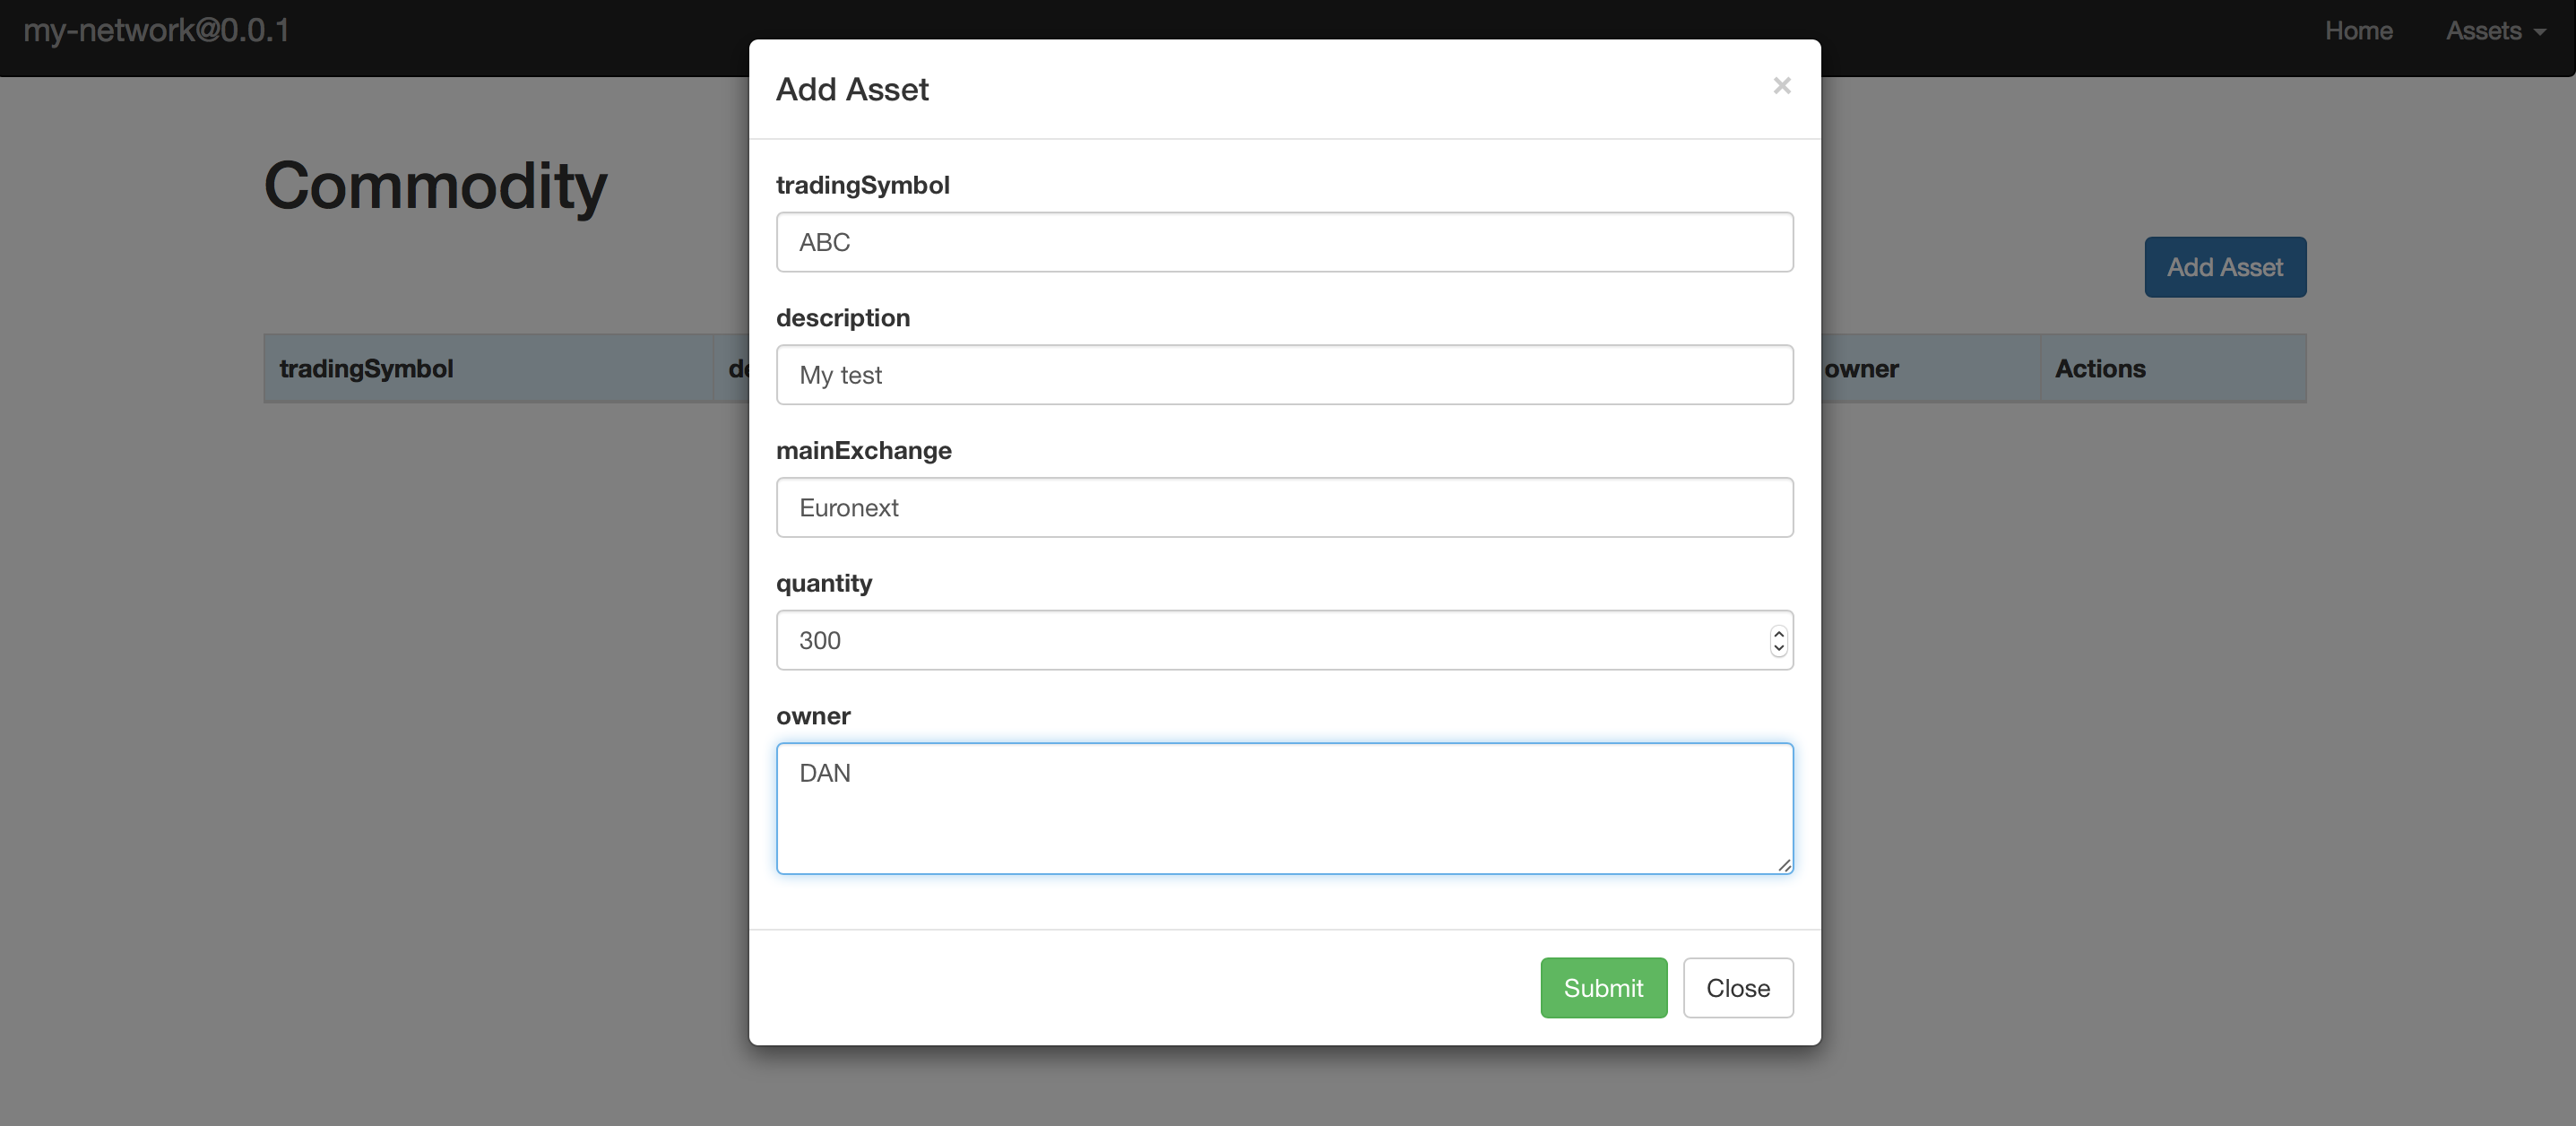 my-network@0.0.1
Home
Assets
Add Asset
×
Commodity
Add Asset
tradingSymbol
owner
Actions
tradingSymbol
ABC
description
My test
mainExchange
Euronext
quantity
300
owner
DAN
Submit
Close